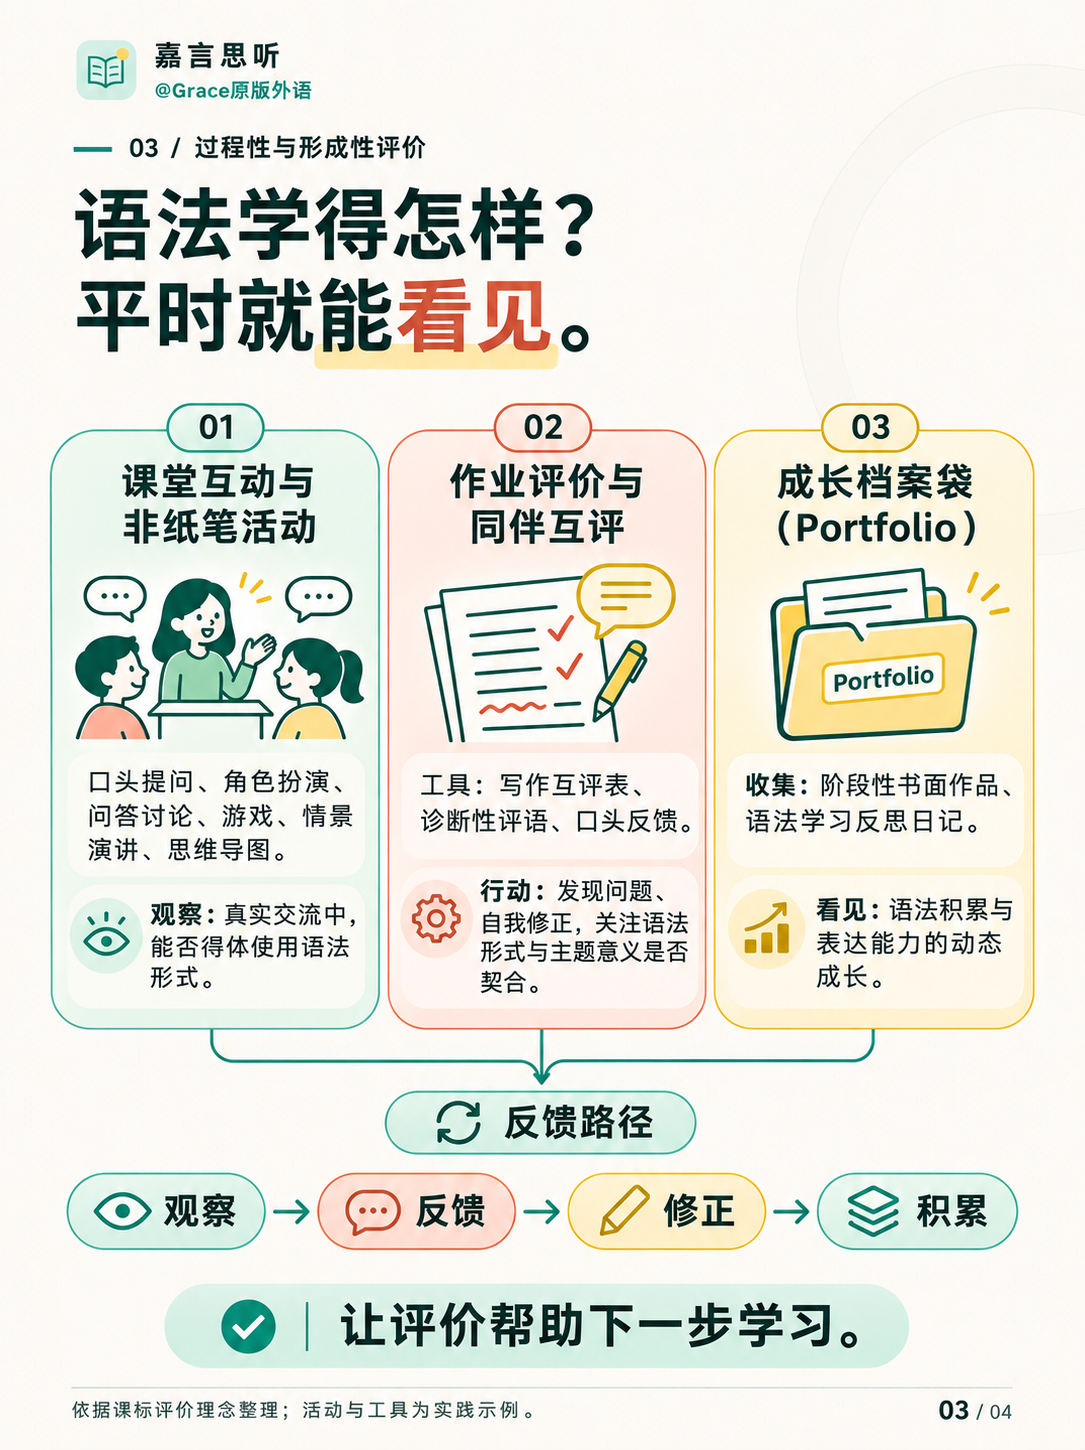 嘉言思听
@Grace原版外语
03 / 过程性与形成性评价
语法学得怎样？
平时就能看见。
01
课堂互动与
非纸笔活动
口头提问、角色扮演、
问答讨论、游戏、情景
演讲、思维导图。
观察：真实交流中，
能否得体使用语法
形式。
02
作业评价与
同伴互评
工具：写作互评表、
诊断性评语、口头反馈。
行动：发现问题、
自我修正，关注语法
形式与主题意义是否
契合。
03
成长档案袋
（Portfolio）
Portfolio
收集：阶段性书面作品、
语法学习反思日记。
看见：语法积累与
表达能力的动态
成长。
反馈路径
观察
反馈
修正
积累
让评价帮助下一步学习。
依据课标评价理念整理；活动与工具为实践示例。
03 / 04